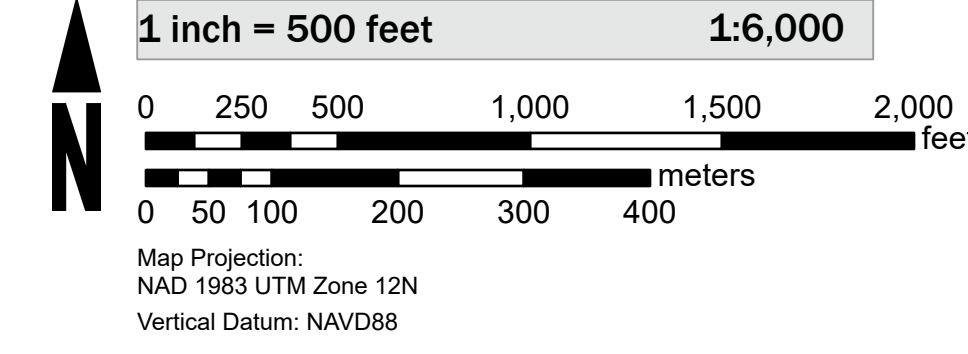 1 inch = 500 feet 1:6,000
0 250 500 1,000 1,500 2,000
feet
meters
0 50 100 200 300 400
N
Map Projection:
NAD 1983 UTM Zone 12N
Vertical Datum: NAVD88